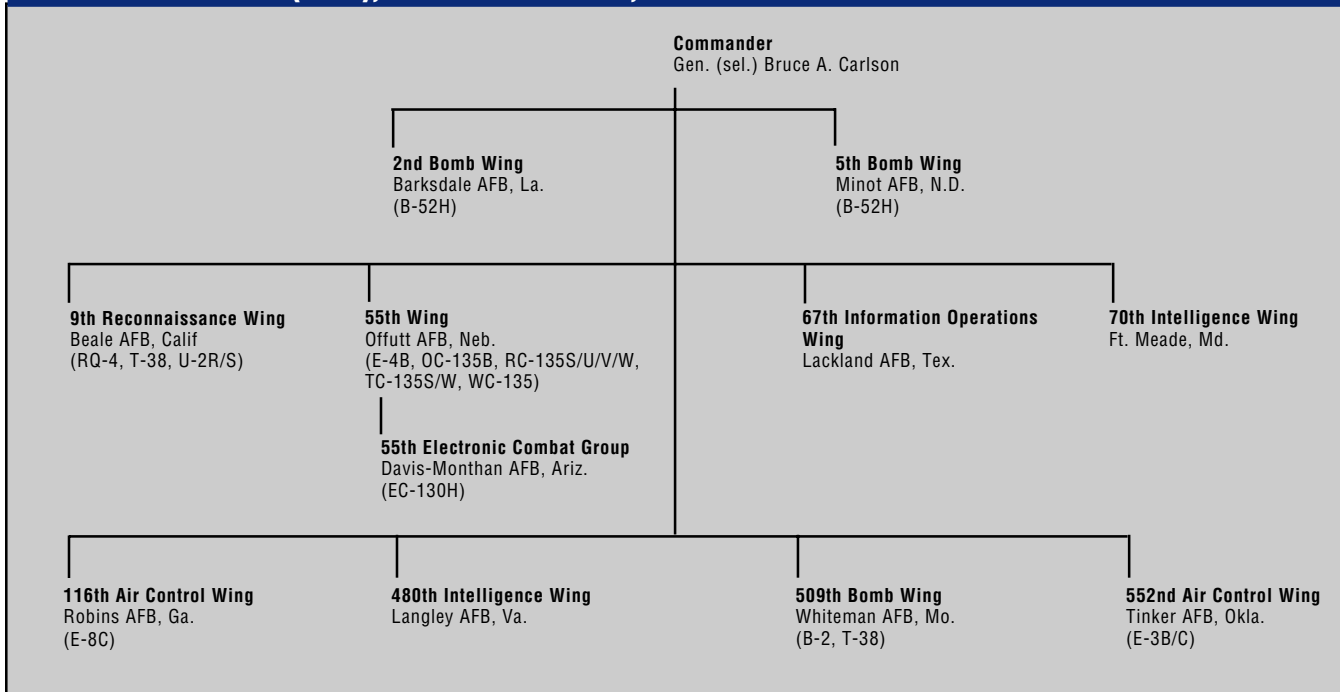 Commander
Gen. (sel.) Bruce A. Carlson
2nd Bomb Wing
Barksdale AFB, La.
(B-52H)
5th Bomb Wing
Minot AFB, N.D.
(B-52H)
9th Reconnaissance Wing
Beale AFB, Calif
(RQ-4, T-38, U-2R/S)
55th Wing
Offutt AFB, Neb.
(E-4B, OC-135B, RC-135S/U/V/W,
TC-135S/W, WC-135)
55th Electronic Combat Group
Davis-Monthan AFB, Ariz.
(EC-130H)
67th Information Operations
Wing
Lackland AFB, Tex.
70th Intelligence Wing
Ft. Meade, Md.
116th Air Control Wing
Robins AFB, Ga.
(E-8C)
480th Intelligence Wing
Langley AFB, Va.
509th Bomb Wing
Whiteman AFB, Mo.
(B-2, T-38)
552nd Air Control Wing
Tinker AFB, Okla.
(E-3B/C)